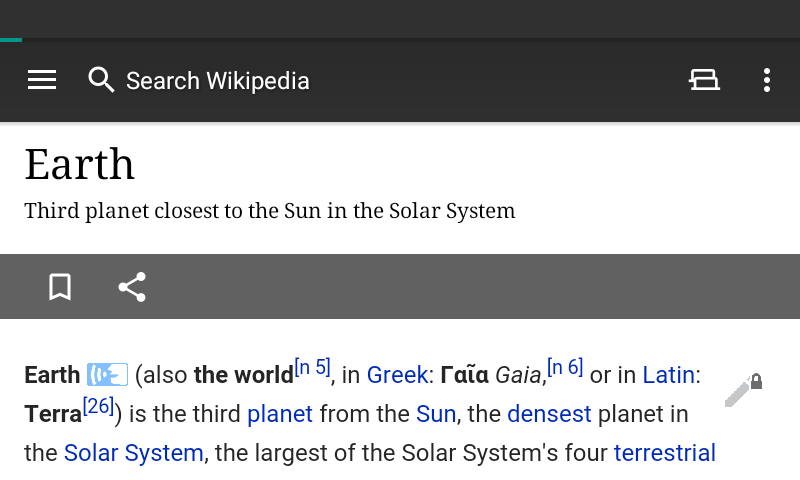 Search Wikipedia
Earth
Third planet closest to the Sun in the Solar System
Earth (also the world[n 5], in Greek: Γαῖα Gaia,[n 6] or in Latin:
Terra[26]) is the third planet from the Sun, the densest planet in
the Solar System, the largest of the Solar System's four terrestrial